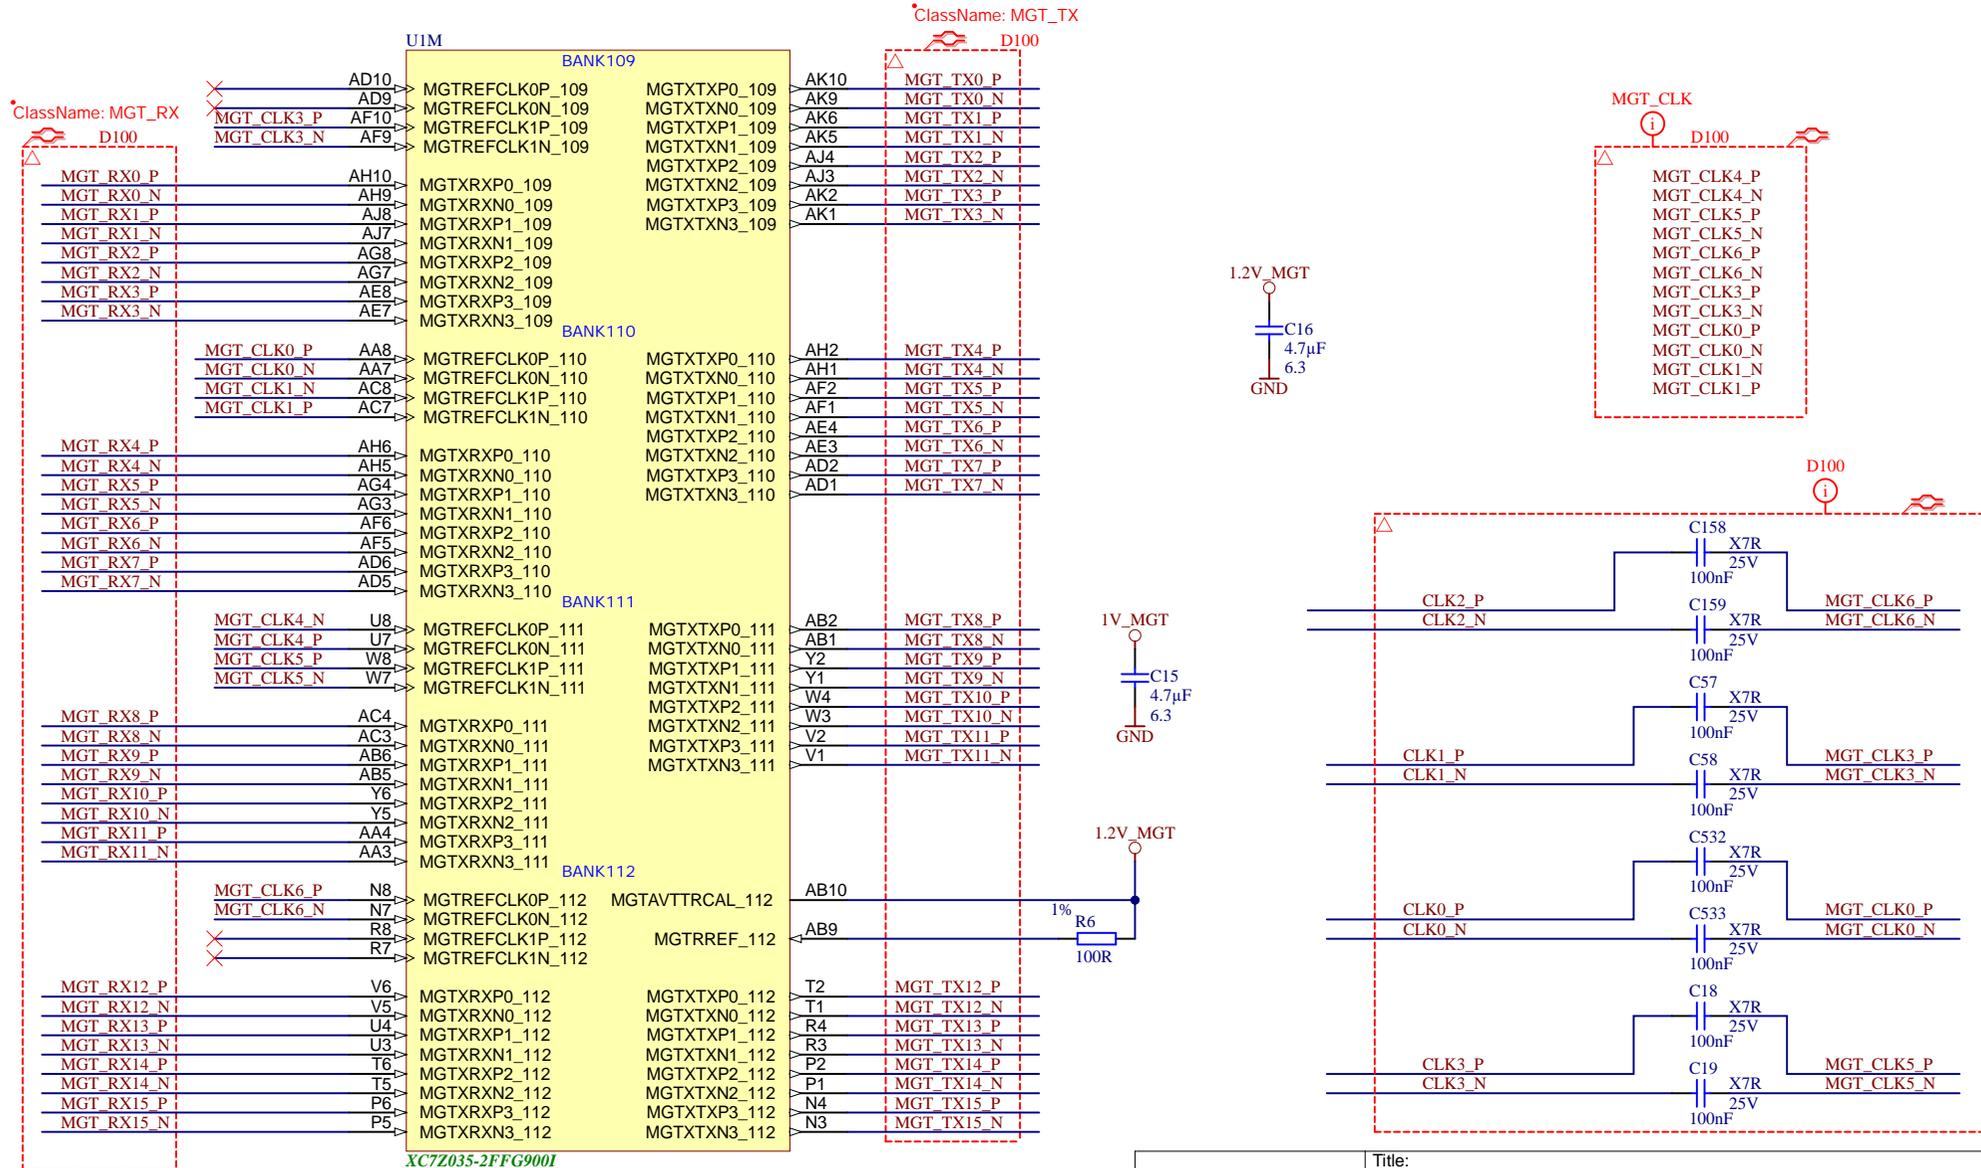 ClassName: MGT_TX
D100
ClassName: MGT_RX
D100
U1M
BANK109
AD10 MGTREFCLK0P_109 MGTXTXP0_109 AK10 MGT_TX0_P
AD9 MGTREFCLK0N_109 MGTXTXN0_109 AK9 MGT_TX0_N
MGT_CLK3_P AF10 MGTREFCLK1P_109 MGTXTXP1_109 AK6 MGT_TX1_P
MGT_CLK3_N AF9 MGTREFCLK1N_109 MGTXTXN1_109 AK5 MGT_TX1_N
MGTXTXP2_109 AJ4 MGT_TX2_P
MGT_RX0_P AH10 MGTXRXP0_109 MGTXTXN2_109 AJ3 MGT_TX2_N
MGT_RX0_N AH9 MGTXRXN0_109 MGTXTXP3_109 AK2 MGT_TX3_P
MGT_RX1_P AJ8 MGTXRXP1_109 MGTXTXN3_109 AK1 MGT_TX3_N
MGT_RX1_N AJ7 MGTXRXN1_109
MGT_RX2_P AG8 MGTXRXP2_109
MGT_RX2_N AG7 MGTXRXN2_109
MGT_RX3_P AE8 MGTXRXP3_109
MGT_RX3_N AE7 MGTXRXN3_109
BANK110
MGT_CLK0_P AA8 MGTREFCLK0P_110 MGTXTXP0_110 AH2 MGT_TX4_P
MGT_CLK0_N AA7 MGTREFCLK0N_110 MGTXTXN0_110 AH1 MGT_TX4_N
MGT_CLK1_N AC8 MGTREFCLK1P_110 MGTXTXP1_110 AF2 MGT_TX5_P
MGT_CLK1_P AC7 MGTREFCLK1N_110 MGTXTXN1_110 AF1 MGT_TX5_N
MGTXTXP2_110 AE4 MGT_TX6_P
MGT_RX4_P AH6 MGTXRXP0_110 MGTXTXN2_110 AE3 MGT_TX6_N
MGT_RX4_N AH5 MGTXRXN0_110 MGTXTXP3_110 AD2 MGT_TX7_P
MGT_RX5_P AG4 MGTXRXP1_110 MGTXTXN3_110 AD1 MGT_TX7_N
MGT_RX5_N AG3 MGTXRXN1_110
MGT_RX6_P AF6 MGTXRXP2_110
MGT_RX6_N AF5 MGTXRXN2_110
MGT_RX7_P AD6 MGTXRXP3_110
MGT_RX7_N AD5 MGTXRXN3_110
BANK111
MGT_CLK4_N U8 MGTREFCLK0P_111 MGTXTXP0_111 AB2 MGT_TX8_P
MGT_CLK4_P U7 MGTREFCLK0N_111 MGTXTXN0_111 AB1 MGT_TX8_N
MGT_CLK5_P W8 MGTREFCLK1P_111 MGTXTXP1_111 Y2 MGT_TX9_P
MGT_CLK5_N W7 MGTREFCLK1N_111 MGTXTXN1_111 Y1 MGT_TX9_N
MGTXTXP2_111 W4 MGT_TX10_P
MGT_RX8_P AC4 MGTXRXP0_111 MGTXTXN2_111 W3 MGT_TX10_N
MGT_RX8_N AC3 MGTXRXN0_111 MGTXTXP3_111 V2 MGT_TX11_P
MGT_RX9_P AB6 MGTXRXP1_111 MGTXTXN3_111 V1 MGT_TX11_N
MGT_RX9_N AB5 MGTXRXN1_111
MGT_RX10_P Y6 MGTXRXP2_111
MGT_RX10_N Y5 MGTXRXN2_111
MGT_RX11_P AA4 MGTXRXP3_111
MGT_RX11_N AA3 MGTXRXN3_111
BANK112
MGT_CLK6_P N8 MGTREFCLK0P_112 MGTAVTTRCAL_112 AB10
MGT_CLK6_N N7 MGTREFCLK0N_112
R8 MGTREFCLK1P_112 MGTRREF_112 AB9
R7 MGTREFCLK1N_112
MGT_RX12_P V6 MGTXRXP0_112 MGTXTXP0_112 T2 MGT_TX12_P
MGT_RX12_N V5 MGTXRXN0_112 MGTXTXN0_112 T1 MGT_TX12_N
MGT_RX13_P U4 MGTXRXP1_112 MGTXTXP1_112 R4 MGT_TX13_P
MGT_RX13_N U3 MGTXRXN1_112 MGTXTXN1_112 R3 MGT_TX13_N
MGT_RX14_P T6 MGTXRXP2_112 MGTXTXP2_112 P2 MGT_TX14_P
MGT_RX14_N T5 MGTXRXN2_112 MGTXTXN2_112 P1 MGT_TX14_N
MGT_RX15_P P6 MGTXRXP3_112 MGTXTXP3_112 N4 MGT_TX15_P
MGT_RX15_N P5 MGTXRXN3_112 MGTXTXN3_112 N3 MGT_TX15_N
XC7Z035-2FFG900I
1.2V_MGT
C16
4.7µF
6.3
GND
1V_MGT
C15
4.7µF
6.3
GND
1.2V_MGT
1%
R6
100R
MGT_CLK
i
D100
MGT_CLK4_P
MGT_CLK4_N
MGT_CLK5_P
MGT_CLK5_N
MGT_CLK6_P
MGT_CLK6_N
MGT_CLK3_P
MGT_CLK3_N
MGT_CLK0_P
MGT_CLK0_N
MGT_CLK1_N
MGT_CLK1_P
D100
i
C158
X7R
25V
100nF
CLK2_P MGT_CLK6_P
CLK2_N C159 MGT_CLK6_N
X7R
25V
100nF
C57
X7R
25V
100nF
CLK1_P MGT_CLK3_P
CLK1_N C58 MGT_CLK3_N
X7R
25V
100nF
C532
X7R
25V
100nF
CLK0_P MGT_CLK0_P
CLK0_N C533 MGT_CLK0_N
X7R
25V
100nF
C18
X7R
25V
100nF
CLK3_P MGT_CLK5_P
CLK3_N C19 MGT_CLK5_N
X7R
25V
100nF
Title: